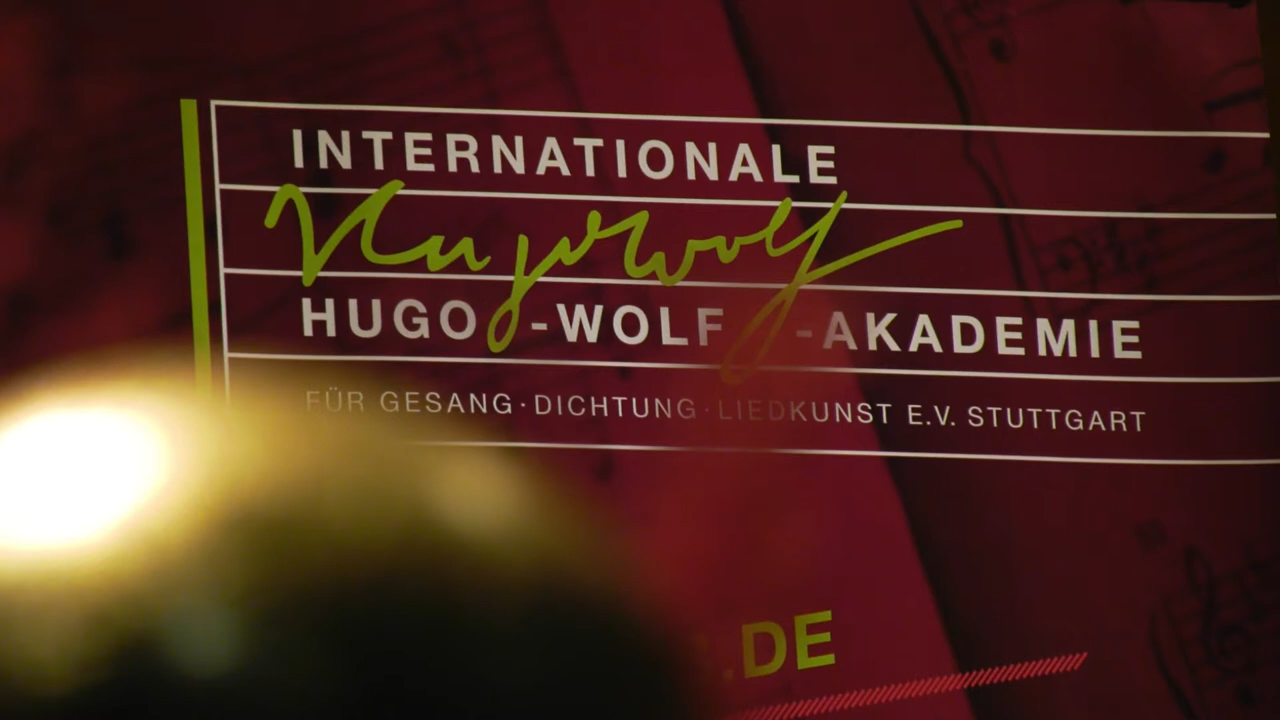 INTERNATIONALE
Hugo Wolf
HUGO-WOLF-AKADEMIE
FÜR GESANG·DICHTUNG·LIEDKUNST E.V. STUTTGART
.DE